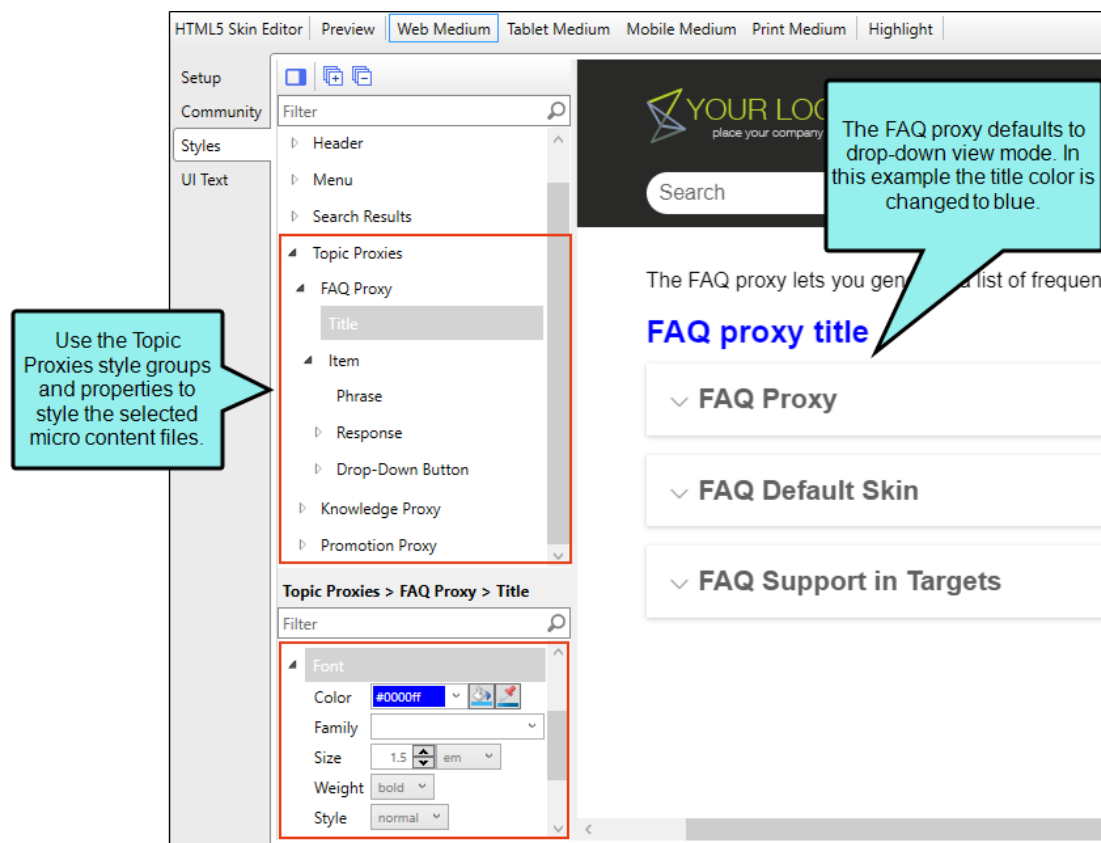 HTML5 Skin Editor Preview Web Medium Tablet Medium Mobile Medium Print Medium Highlight
Setup
Community
Styles
UI Text
Filter
Header
Menu
Search Results
Topic Proxies
FAQ Proxy
Title
Item
Phrase
Response
Drop-Down Button
Knowledge Proxy
Promotion Proxy
Topic Proxies > FAQ Proxy > Title
Filter
Font
Color #0000ff
Family
Size 1.5 em
Weight bold
Style normal
Use the Topic
Proxies style groups
and properties to
style the selected
micro content files.
YOUR LOG
place your company
Search
The FAQ proxy defaults to
drop-down view mode. In
this example the title color is
changed to blue.
The FAQ proxy lets you gen list of frequen
FAQ proxy title
FAQ Proxy
FAQ Default Skin
FAQ Support in Targets